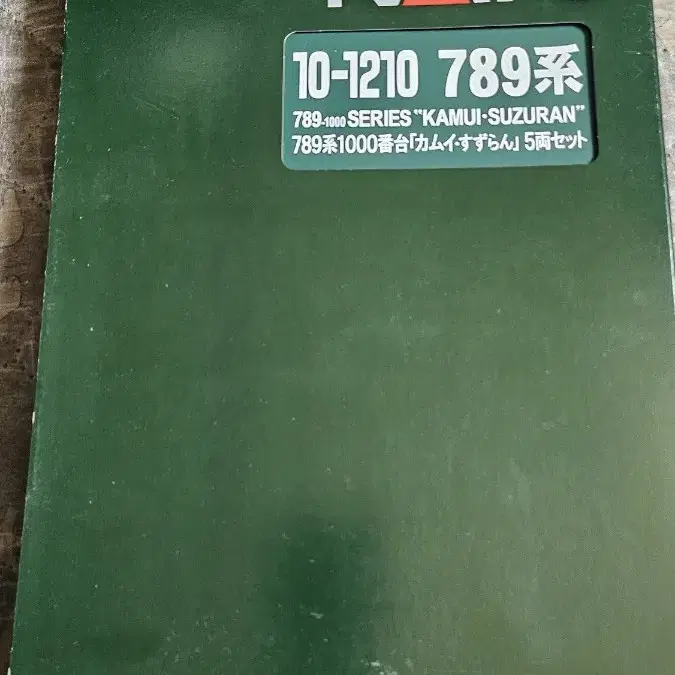 10-1210 789系
789-1000 SERIES "KAMUI·SUZURAN"
789系1000番台「カムイ・すずらん」5両セット